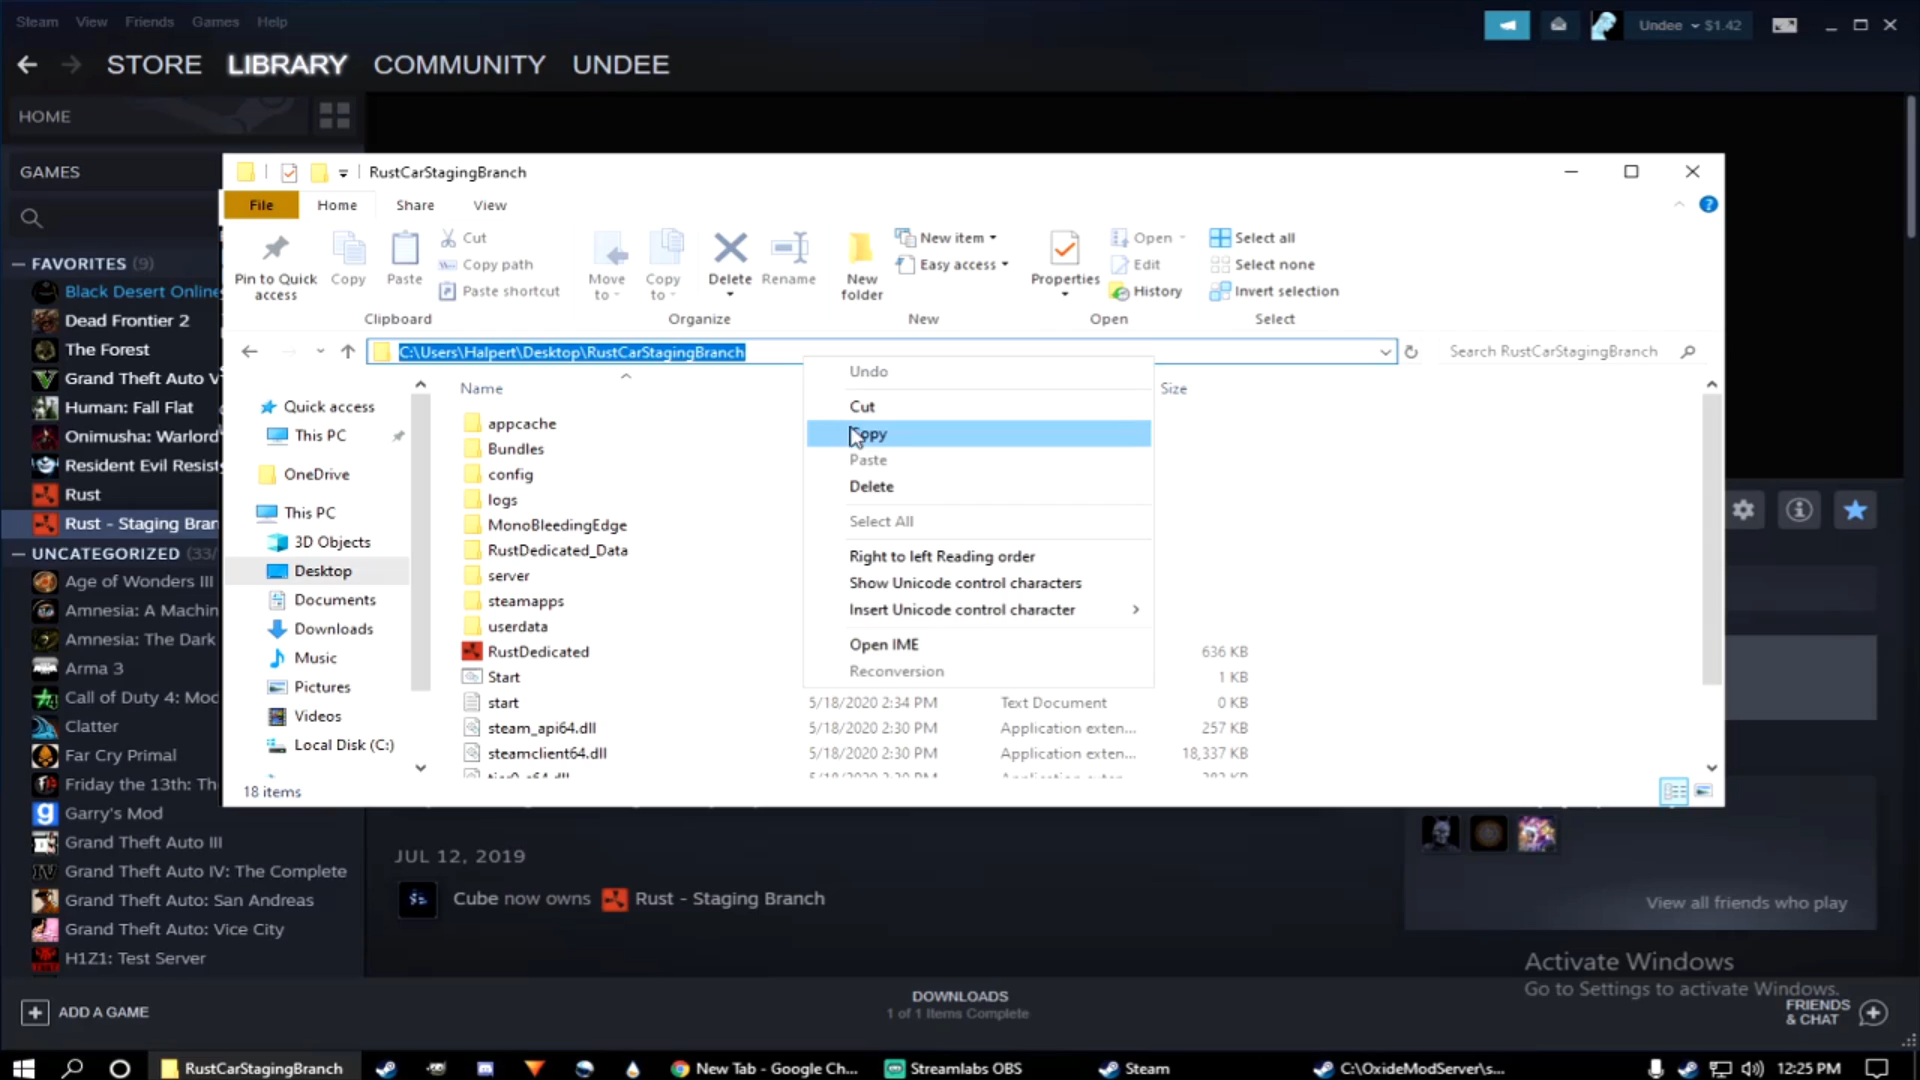 Steam View Friends Games Help
Undee $1.42
STORE LIBRARY COMMUNITY UNDEE
HOME
GAMES
FAVORITES (9)
Black Desert Online
Dead Frontier 2
The Forest
Grand Theft Auto V
Human: Fall Flat
Onimusha: Warlord
Resident Evil Resist
Rust
Rust - Staging Bran
UNCATEGORIZED (33/
Age of Wonders III
Amnesia: A Machin
Amnesia: The Dark
Arma 3
Call of Duty 4: Mod
Clatter
Far Cry Primal
Friday the 13th: The
Garry's Mod
Grand Theft Auto III
Grand Theft Auto IV: The Complete
Grand Theft Auto: San Andreas
Grand Theft Auto: Vice City
H1Z1: Test Server
RustCarStagingBranch
File Home Share View
Pin to Quick access
Copy
Paste
Cut
Copy path
Paste shortcut
Clipboard
Move to
Copy to
Delete
Rename
Organize
New folder
New item
Easy access
New
Properties
Open
Edit
History
Open
Select all
Select none
Invert selection
Select
C:\Users\Halpert\Desktop\RustCarStagingBranch
Search RustCarStagingBranch
Quick access
This PC
OneDrive
This PC
3D Objects
Desktop
Documents
Downloads
Music
Pictures
Videos
Local Disk (C:)
Name Size
appcache
Bundles
config
logs
MonoBleedingEdge
RustDedicated_Data
server
steamapps
userdata
RustDedicated 636 KB
Start 1 KB
start 5/18/2020 2:34 PM Text Document 0 KB
steam_api64.dll 5/18/2020 2:30 PM Application exten... 257 KB
steamclient64.dll 5/18/2020 2:30 PM Application exten... 18,337 KB
18 items
Undo
Cut
Copy
Paste
Delete
Select All
Right to left Reading order
Show Unicode control characters
Insert Unicode control character
Open IME
Reconversion
JUL 12, 2019
Cube now owns Rust - Staging Branch
View all friends who play
Activate Windows
Go to Settings to activate Windows.
ADD A GAME
DOWNLOADS
1 of 1 Items Complete
FRIENDS & CHAT
RustCarStagingBranch
New Tab - Google Ch...
Streamlabs OBS
Steam
C:\OxideModServer\s...
12:25 PM